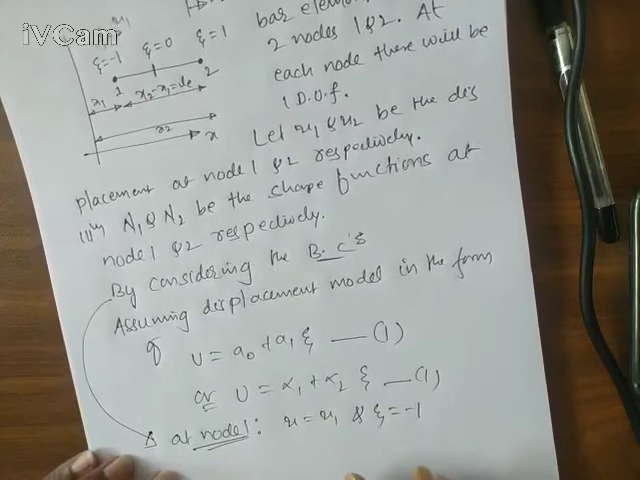 iVCam
bar element
2 nodes 1 & 2. At
each node there will be
1 D.O.f.
ξ=-1 ξ=0 ξ=1
1 2
x₁ x₂-x₁=le
x₂ x
Let u₁ & u₂ be the dis
placement at node 1 & 2 respectively.
lllly N₁ & N₂ be the shape functions at
node 1 & 2 respectively.
By considering the B.C's
Assuming displacement model in the form
of U = a₀ + a₁ ξ — (1)
or U = α₁ + α₂ ξ — (1)
at node 1: u = u₁ & ξ = -1